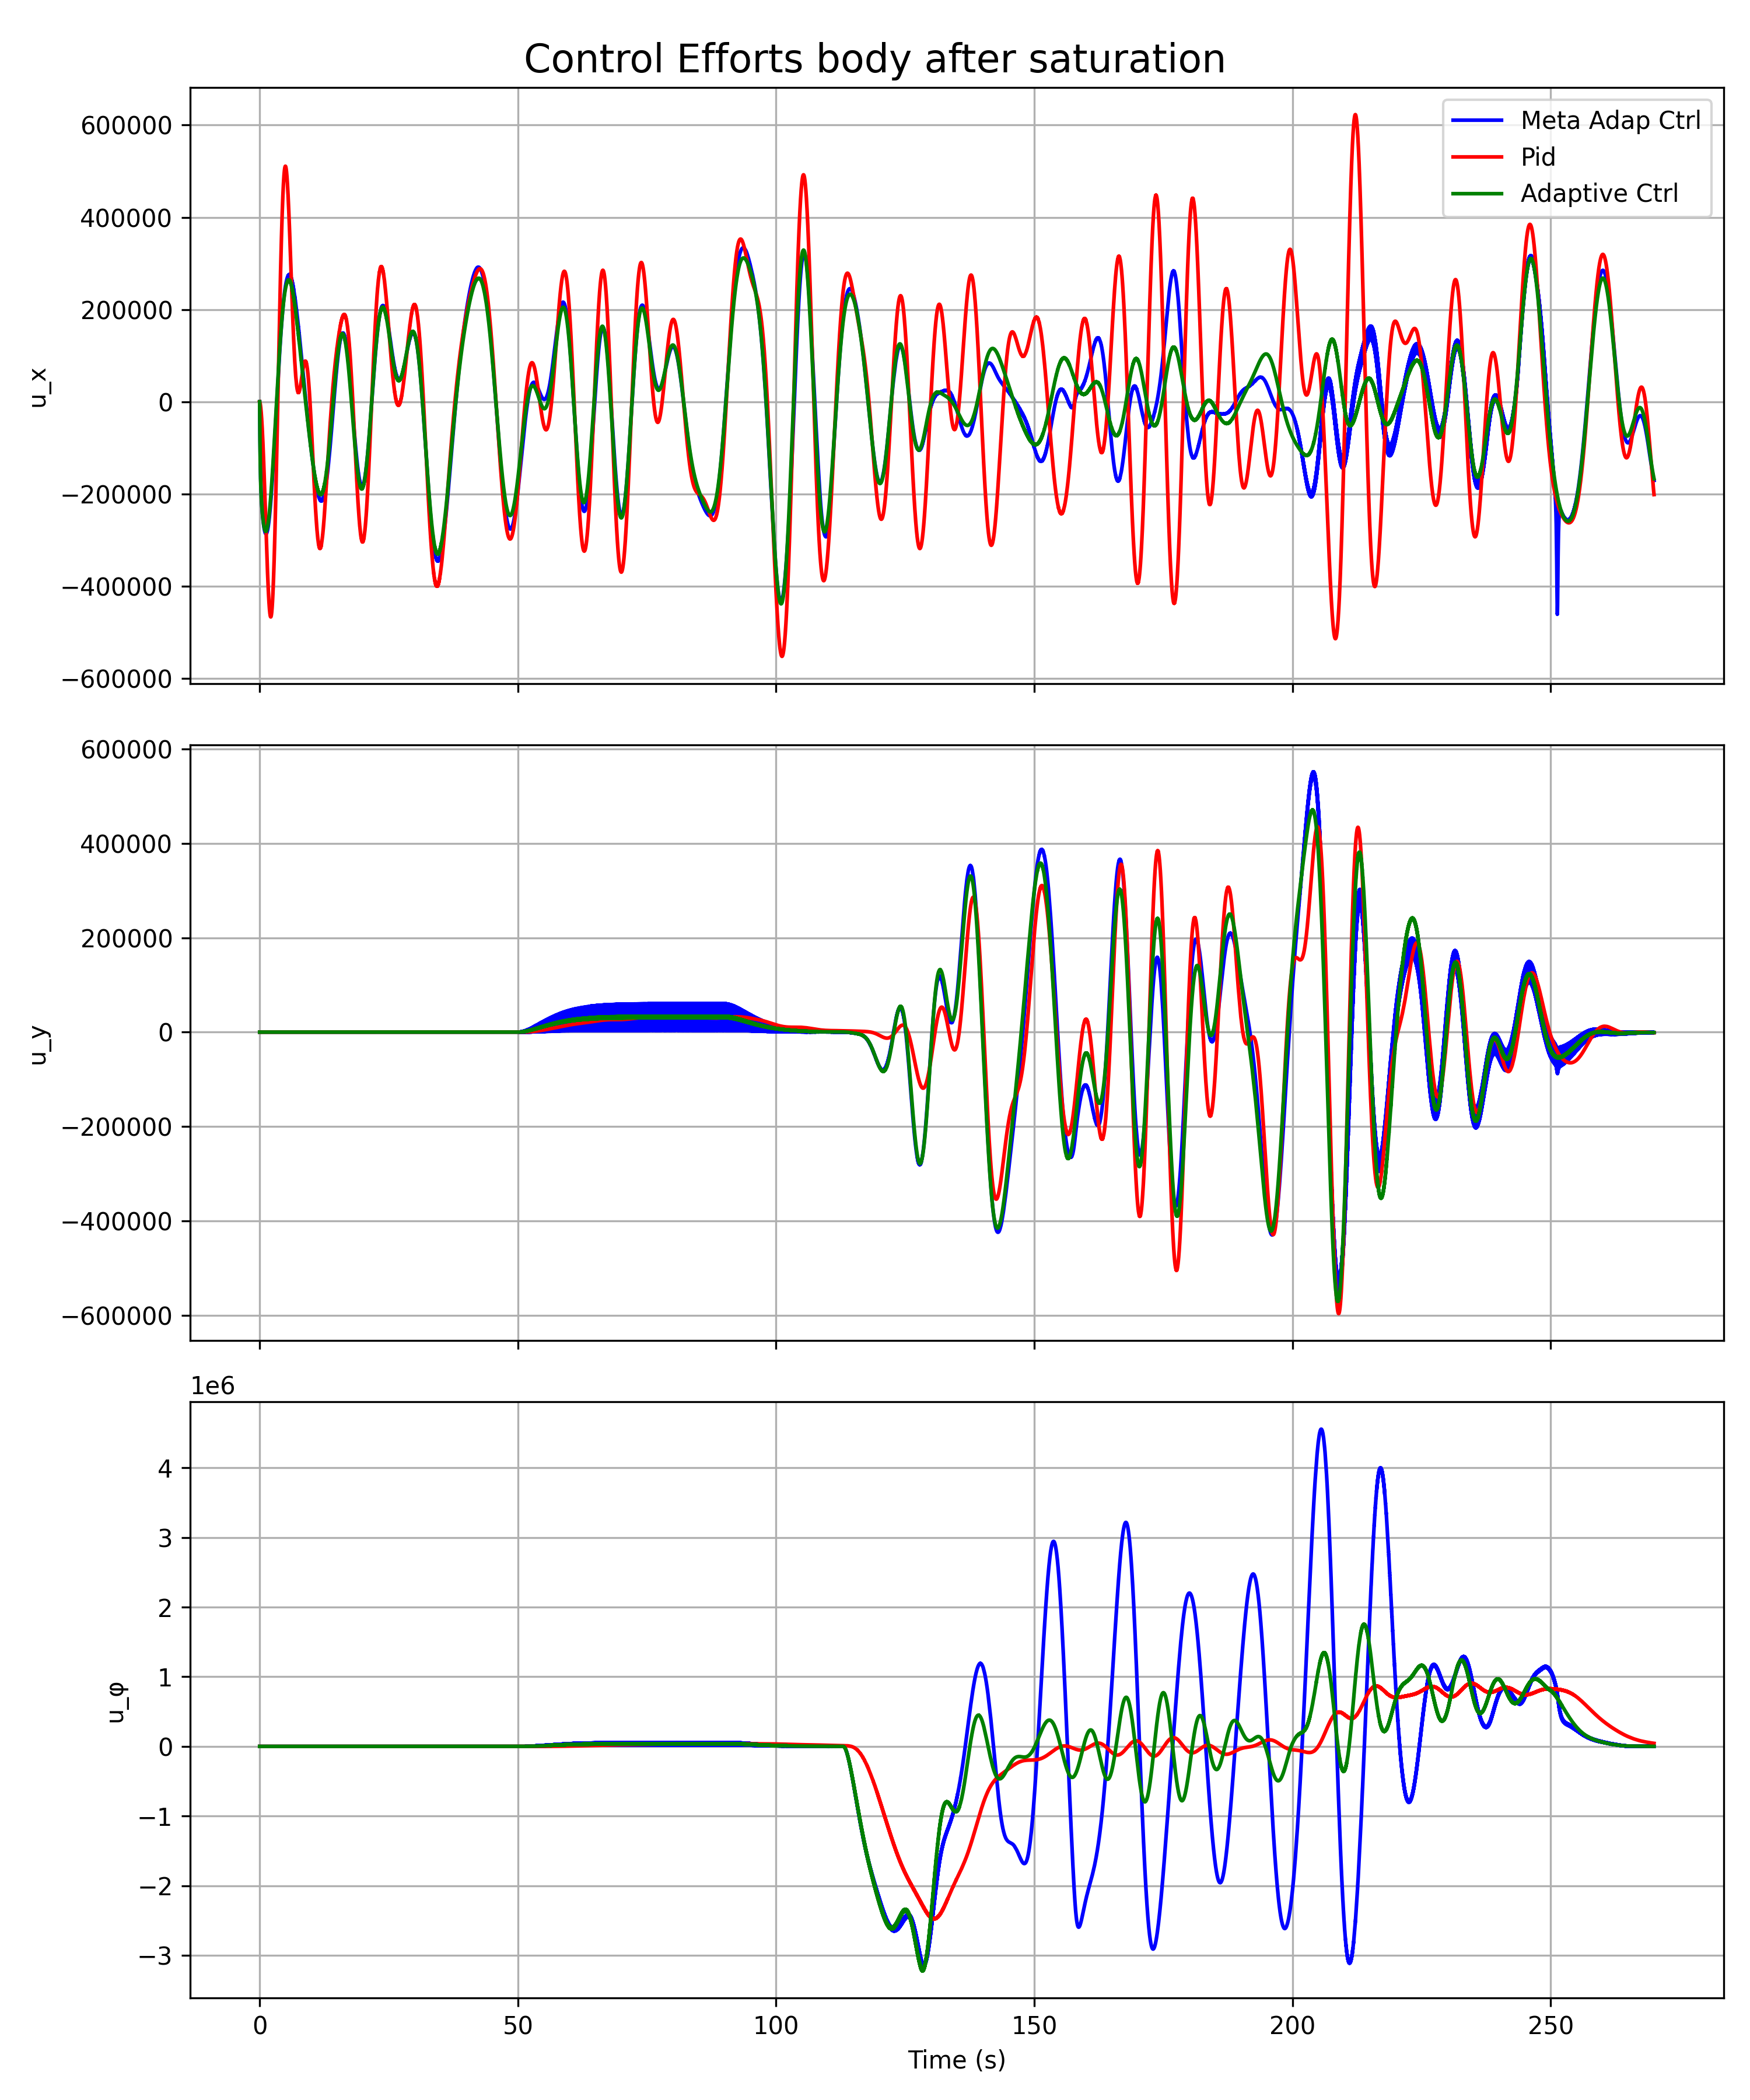 Control Efforts body after saturation
600000
400000
200000
0
−200000
−400000
−600000
u_x
Meta Adap Ctrl
Pid
Adaptive Ctrl
600000
400000
200000
0
−200000
−400000
−600000
u_y
1e6
4
3
2
1
0
−1
−2
−3
u_φ
0 50 100 150 200 250
Time (s)